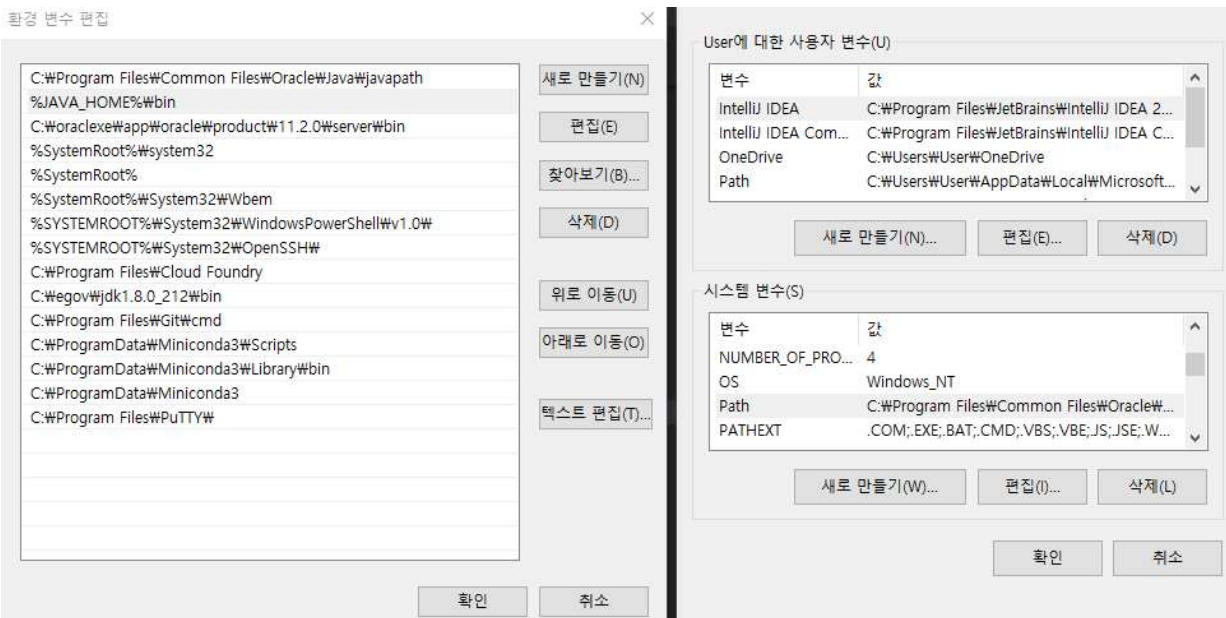 환경 변수 편집
C:₩Program Files₩Common Files₩Oracle₩Java₩javapath
%JAVA_HOME%₩bin
C:₩oraclexe₩app₩oracle₩product₩11.2.0₩server₩bin
%SystemRoot%₩system32
%SystemRoot%
%SystemRoot%₩System32₩Wbem
%SYSTEMROOT%₩System32₩WindowsPowerShell₩v1.0₩
%SYSTEMROOT%₩System32₩OpenSSH₩
C:₩Program Files₩Cloud Foundry
C:₩egov₩jdk1.8.0_212₩bin
C:₩Program Files₩Git₩cmd
C:₩ProgramData₩Miniconda3₩Scripts
C:₩ProgramData₩Miniconda3₩Library₩bin
C:₩ProgramData₩Miniconda3
C:₩Program Files₩PuTTY₩
새로 만들기(N)
편집(E)
찾아보기(B)...
삭제(D)
위로 이동(U)
아래로 이동(O)
텍스트 편집(T)...
확인
취소
User에 대한 사용자 변수(U)
변수 값
IntelliJ IDEA C:₩Program Files₩JetBrains₩IntelliJ IDEA 2...
IntelliJ IDEA Com... C:₩Program Files₩JetBrains₩IntelliJ IDEA C...
OneDrive C:₩Users₩User₩OneDrive
Path C:₩Users₩User₩AppData₩Local₩Microsoft...
새로 만들기(N)... 편집(E)... 삭제(D)
시스템 변수(S)
변수 값
NUMBER_OF_PRO... 4
OS Windows_NT
Path C:₩Program Files₩Common Files₩Oracle₩...
PATHEXT .COM;.EXE;.BAT;.CMD;.VBS;.VBE;.JS;.JSE;.W...
새로 만들기(W)... 편집(I)... 삭제(L)
확인 취소